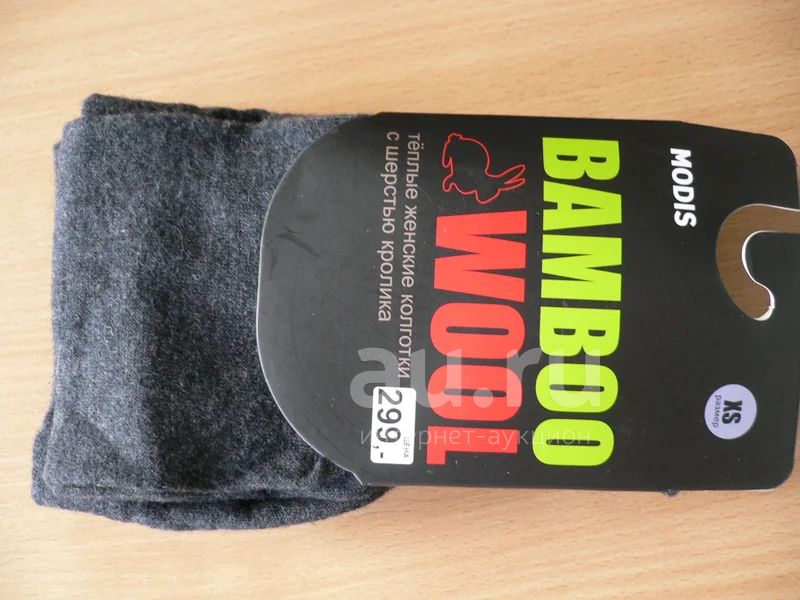 MODIS
BAMBOO
WOOL
тёплые женские колготки
с шерстью кролика
XS
размер
ЦЕНА
299,-
au.ru
интернет-аукцион